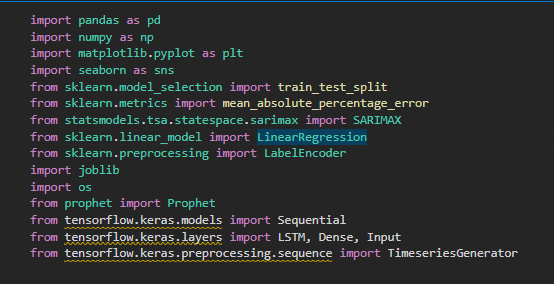 import pandas as pd
import numpy as np
import matplotlib.pyplot as plt
import seaborn as sns
from sklearn.model_selection import train_test_split
from sklearn.metrics import mean_absolute_percentage_error
from statsmodels.tsa.statespace.sarimax import SARIMAX
from sklearn.linear_model import LinearRegression
from sklearn.preprocessing import LabelEncoder
import joblib
import os
from prophet import Prophet
from tensorflow.keras.models import Sequential
from tensorflow.keras.layers import LSTM, Dense, Input
from tensorflow.keras.preprocessing.sequence import TimeseriesGenerator